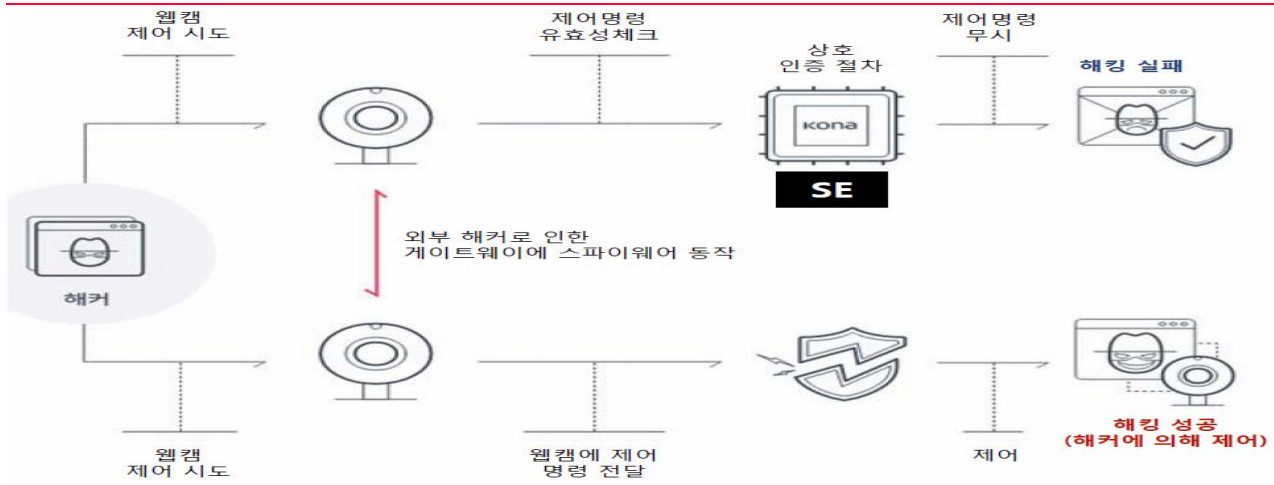 웹캠
제어 시도
제어명령
유효성체크
상호
인증 절차
제어명령
무시
해킹 실패
kona
SE
외부 해커로 인한
게이트웨이에 스파이웨어 동작
해커
웹캠
제어 시도
웹캠에 제어
명령 전달
제어
해킹 성공
(해커에 의해 제어)